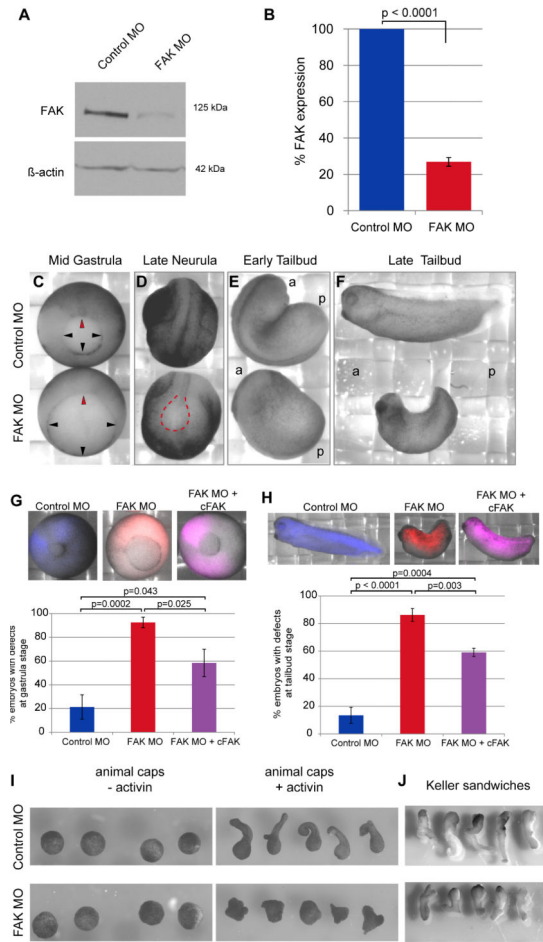 A
Control MO
FAK MO
FAK
125 kDa
ß-actin
42 kDa
B
p < 0.0001
100
80
60
40
20
0
% FAK expression
Control MO
FAK MO
Mid Gastrula
Late Neurula
Early Tailbud
Late Tailbud
C
D
E
a
p
F
Control MO
FAK MO
a
p
a
p
G
Control MO
FAK MO
FAK MO +
cFAK
p=0.043
p=0.0002
p=0.025
100
80
60
40
20
0
% embryos with defects
at gastrula stage
Control MO
FAK MO
FAK MO + cFAK
H
Control MO
FAK MO
FAK MO +
cFAK
p=0.0004
p < 0.0001
p=0.003
100
80
60
40
20
0
% embryos with defects
at tailbud stage
Control MO
FAK MO
FAK MO + cFAK
I
animal caps
- activin
animal caps
+ activin
Control MO
FAK MO
J
Keller sandwiches